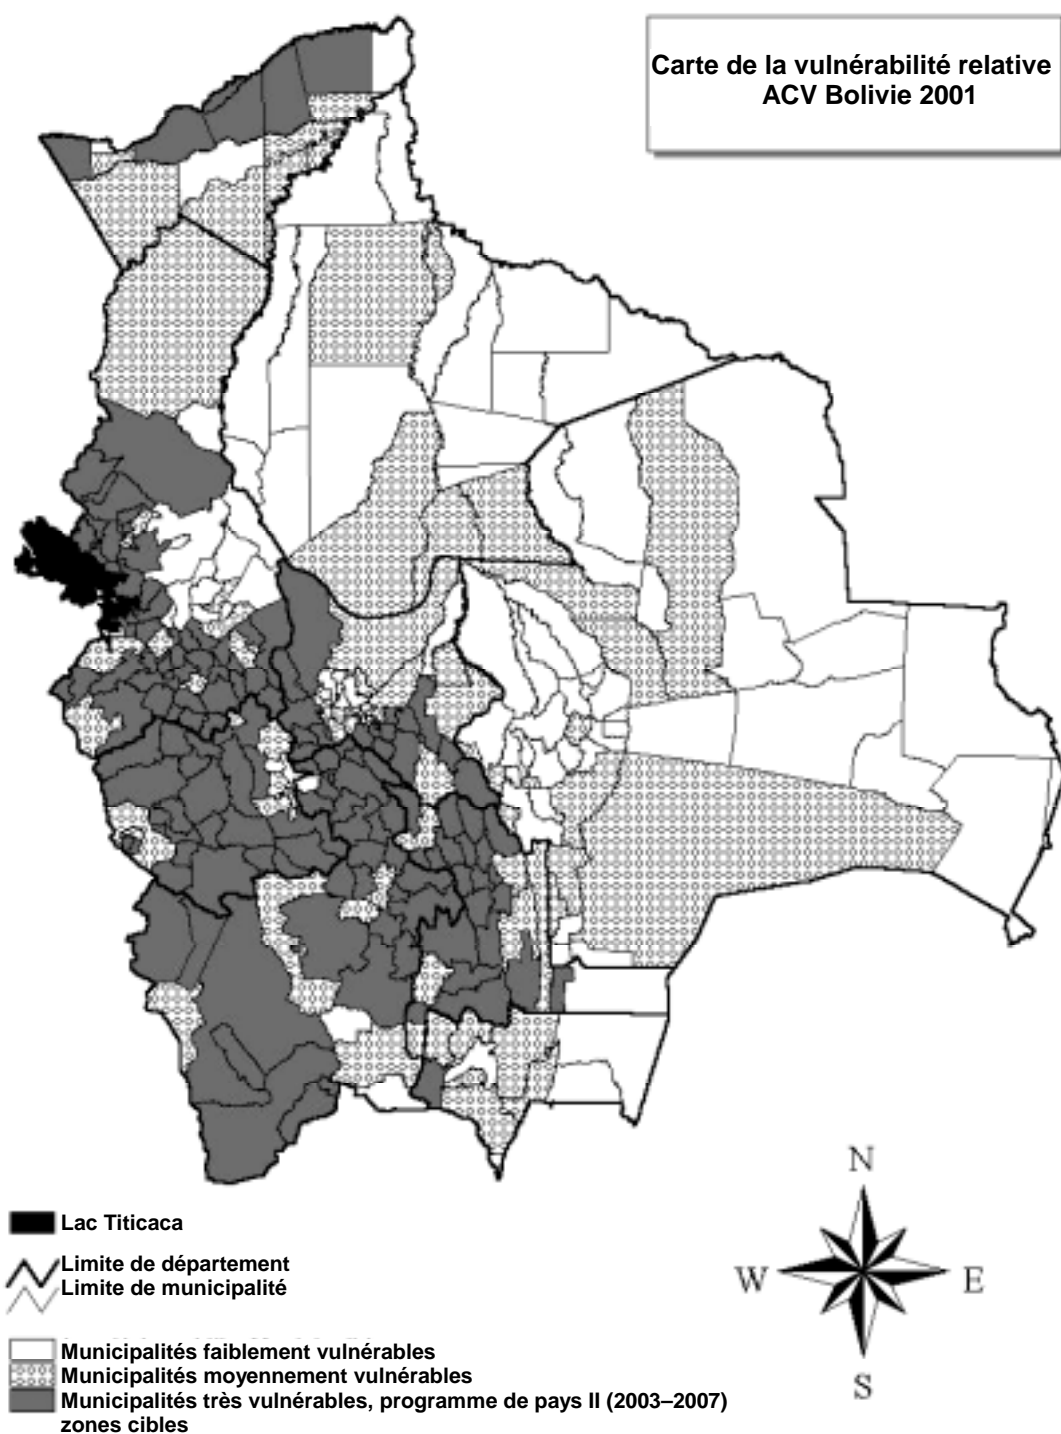 Carte de la vulnérabilité relative
ACV Bolivie 2001
N
W
E
S
Lac Titicaca
Limite de département
Limite de municipalité
Municipalités faiblement vulnérables
Municipalités moyennement vulnérables
Municipalités très vulnérables, programme de pays II (2003–2007)
zones cibles